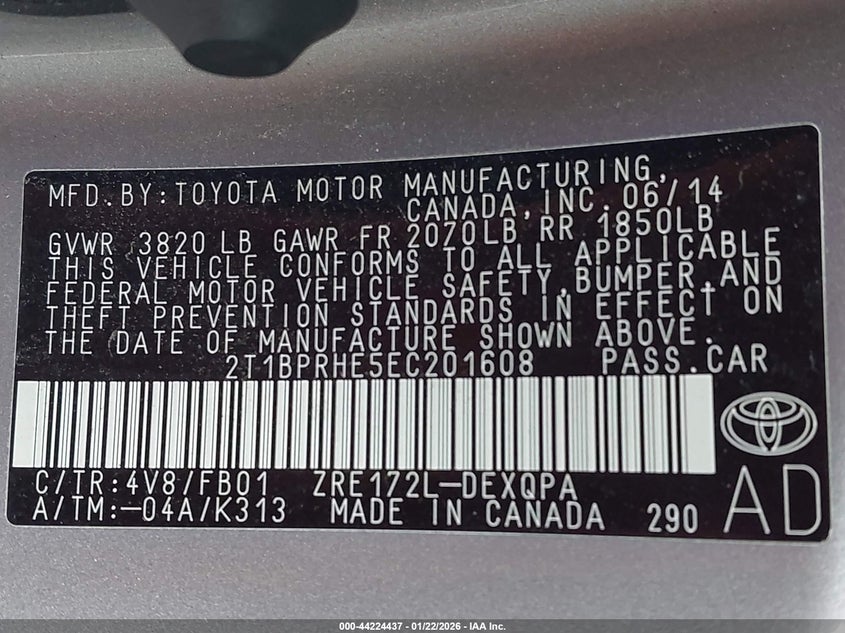 MFD.BY:TOYOTA MOTOR MANUFACTURING,
CANADA,INC. 06/14
GVWR 3820 LB GAWR FR 2070LB RR 1850LB
THIS VEHICLE CONFORMS TO ALL APPLICABLE
FEDERAL MOTOR VEHICLE SAFETY,BUMPER,AND
THEFT PREVENTION STANDARDS IN EFFECT ON
THE DATE OF MANUFACTURE SHOWN ABOVE.
2T1BPRHE5EC201608 PASS.CAR
C/TR:4V8/FB01 ZRE172L-DEXQPA
A/TM:-04A/K313 MADE IN CANADA 290 AD
000-44224437 - 01/22/2026 - IAA Inc.